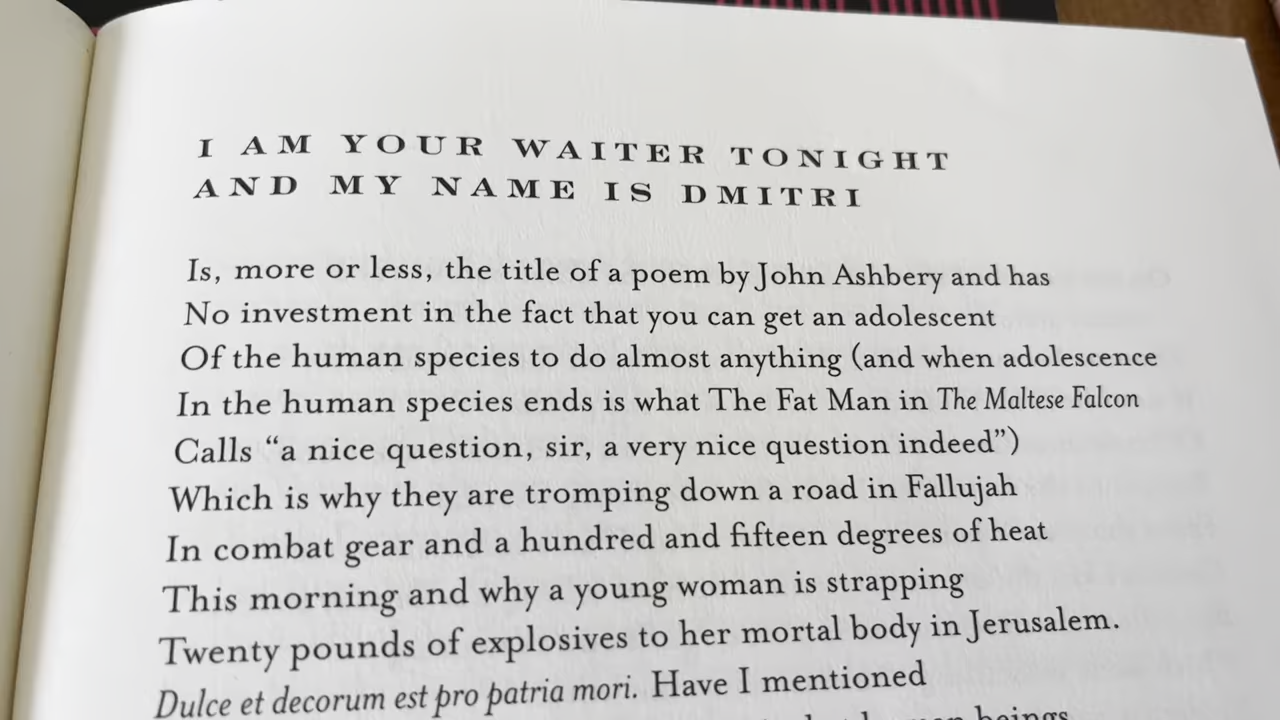 I AM YOUR WAITER TONIGHT
AND MY NAME IS DMITRI
Is, more or less, the title of a poem by John Ashbery and has
No investment in the fact that you can get an adolescent
Of the human species to do almost anything (and when adolescence
In the human species ends is what The Fat Man in The Maltese Falcon
Calls “a nice question, sir, a very nice question indeed”)
Which is why they are tromping down a road in Fallujah
In combat gear and a hundred and fifteen degrees of heat
This morning and why a young woman is strapping
Twenty pounds of explosives to her mortal body in Jerusalem.
Dulce et decorum est pro patria mori. Have I mentioned
beings